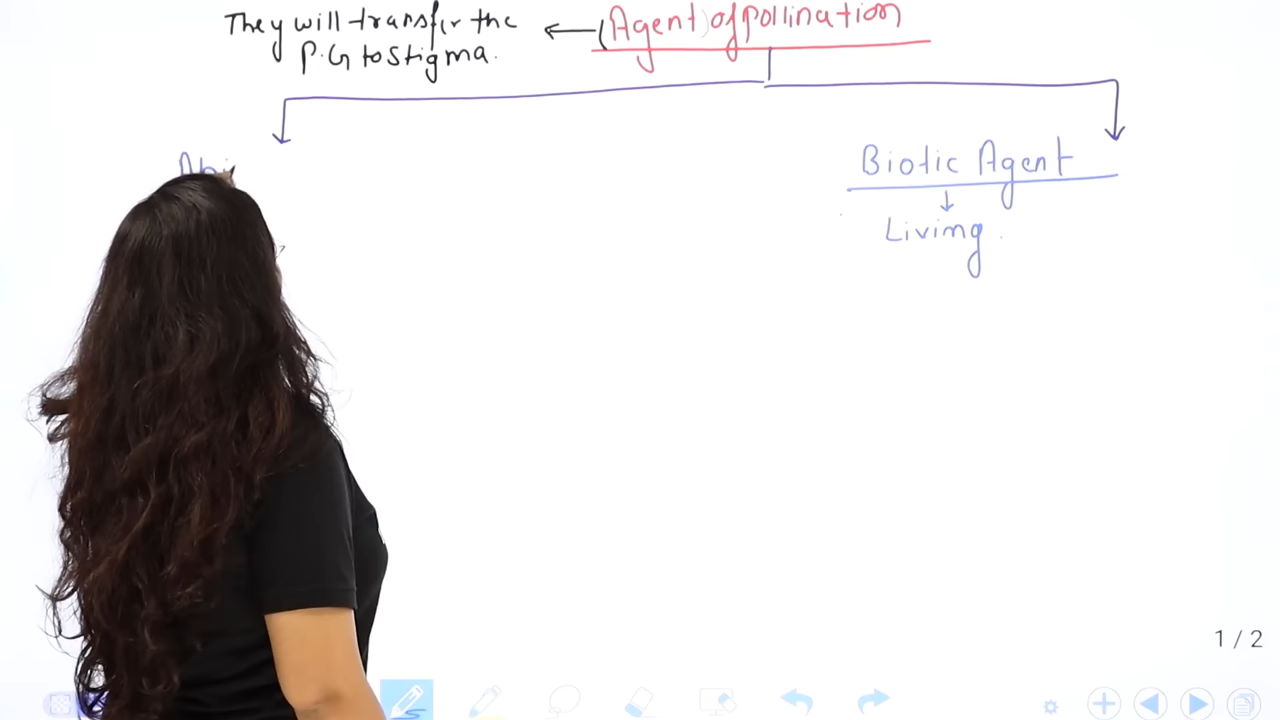 They will transfer the
P.G to Stigma.
(Agent) of pollination
Biotic Agent
Living
1 / 2